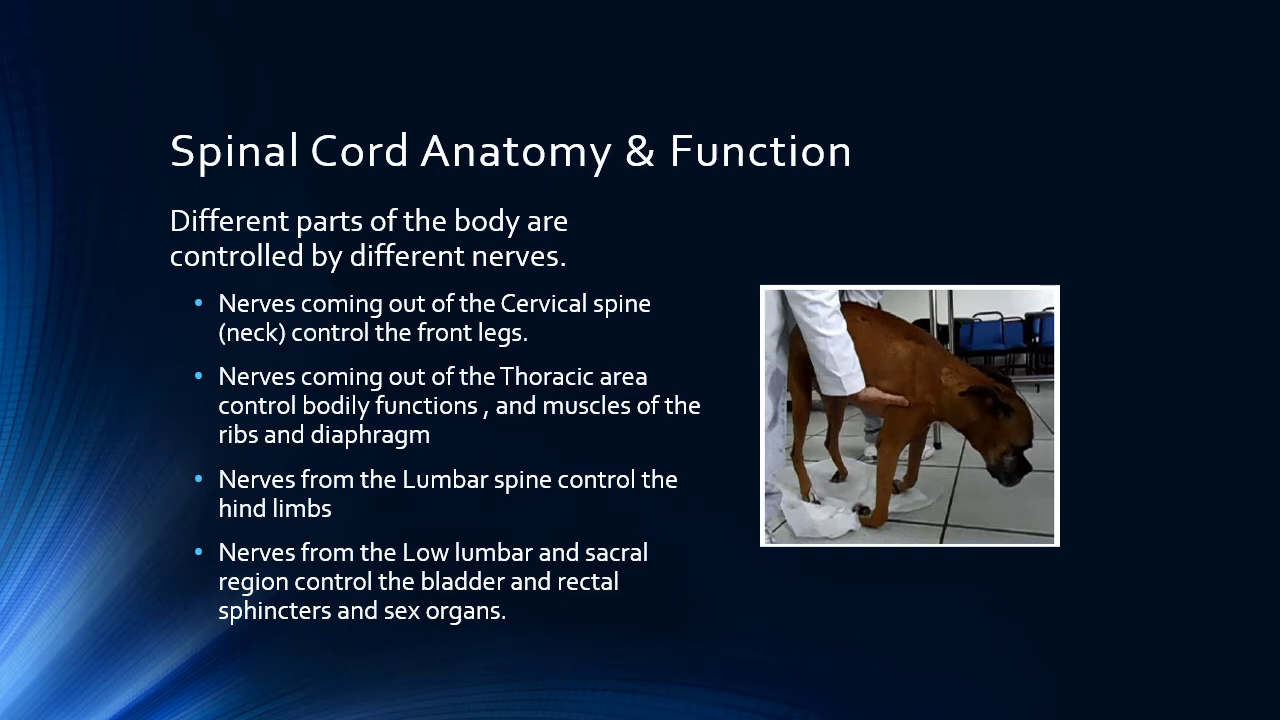 Spinal Cord Anatomy & Function
Different parts of the body are
controlled by different nerves.
• Nerves coming out of the Cervical spine
(neck) control the front legs.
• Nerves coming out of the Thoracic area
control bodily functions , and muscles of the
ribs and diaphragm
• Nerves from the Lumbar spine control the
hind limbs
• Nerves from the Low lumbar and sacral
region control the bladder and rectal
sphincters and sex organs.